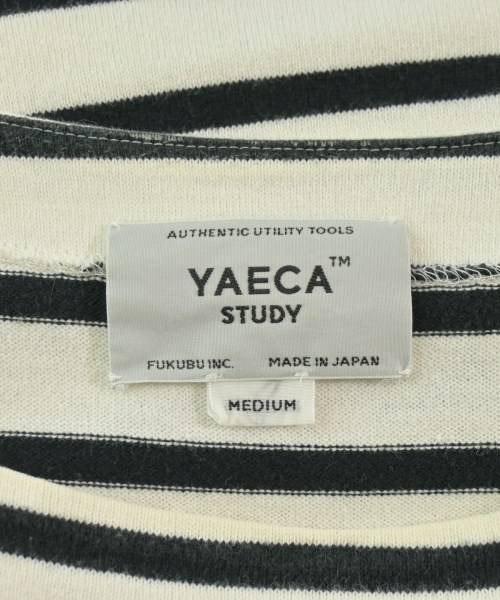 AUTHENTIC UTILITY TOOLS
YAECA™
STUDY
FUKUBU INC. MADE IN JAPAN
MEDIUM